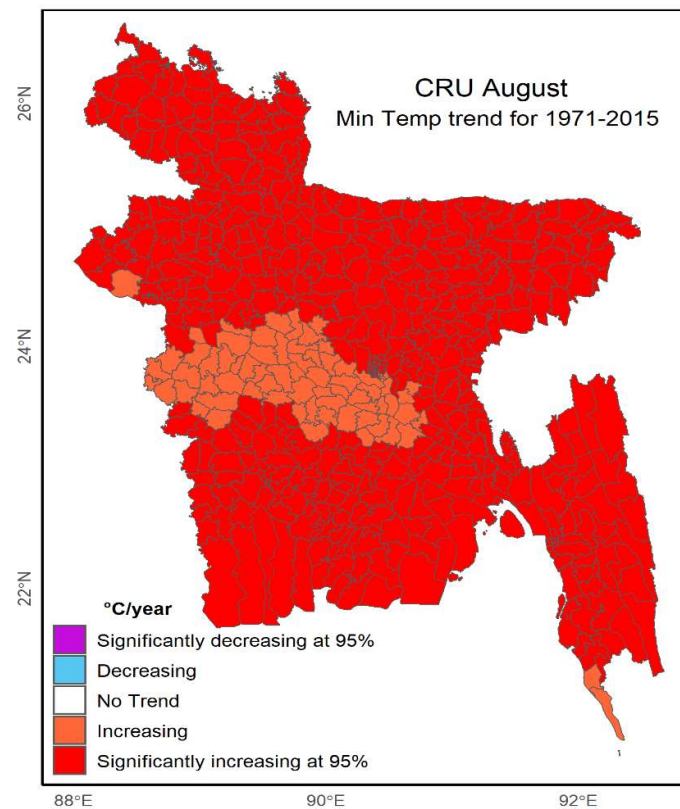 CRU August
Min Temp trend for 1971-2015
26°N
24°N
22°N
°C/year
Significantly decreasing at 95%
Decreasing
No Trend
Increasing
Significantly increasing at 95%
88°E
90°E
92°E